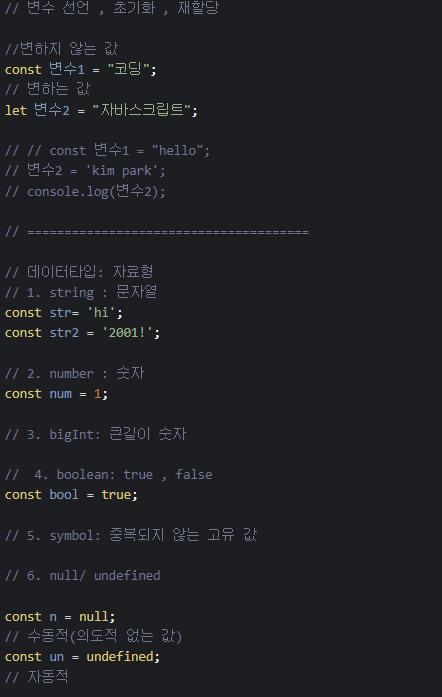 // 변수 선언 , 초기화 , 재할당
//변하지 않는 값
const 변수1 = "코딩";
// 변하는 값
let 변수2 = "자바스크립트";
// // const 변수1 = "hello";
// 변수2 = 'kim park';
// console.log(변수2);
// ======================================
// 데이터타입: 자료형
// 1. string : 문자열
const str= 'hi';
const str2 = '2001!';
// 2. number : 숫자
const num = 1;
// 3. bigInt: 큰길이 숫자
//  4. boolean: true , false
const bool = true;
// 5. symbol: 중복되지 않는 고유 값
// 6. null/ undefined
const n = null;
// 수동적(의도적 없는 값)
const un = undefined;
// 자동적